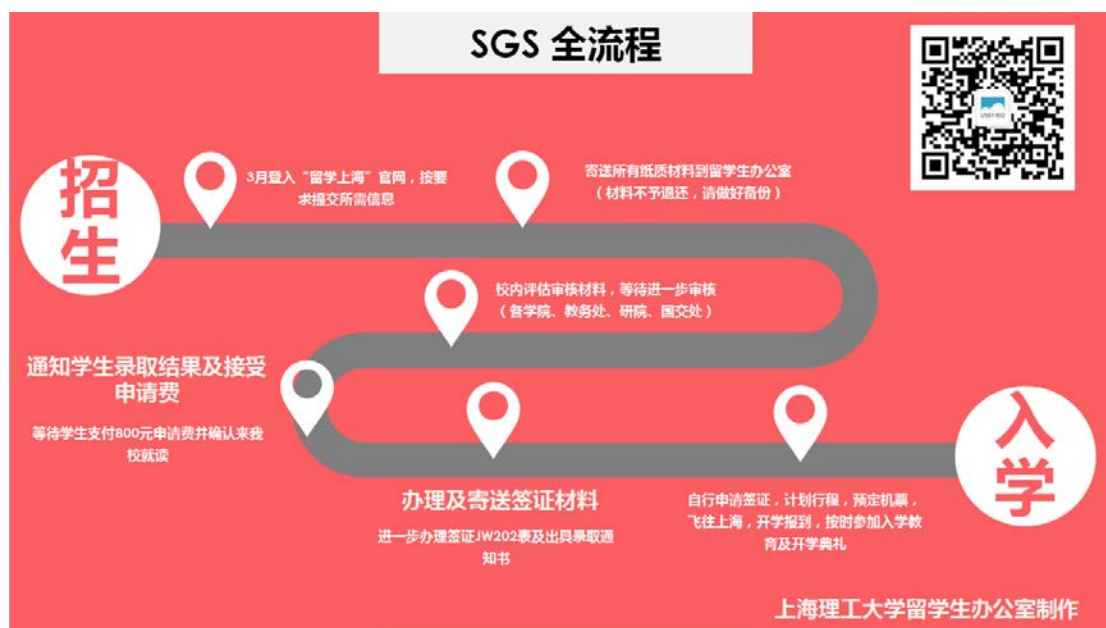 SGS 全流程
招
生
3月登入“留学上海”官网，按要
求提交所需信息
寄送所有纸质材料到留学生办公室
（材料不予退还，请做好备份）
校内评估审核材料，等待进一步审核
（各学院、教务处、研院、国交处）
通知学生录取结果及接受
申请费
等待学生支付800元申请费并确认来我
校就读
办理及寄送签证材料
进一步办理签证JW202表及出具录取通
知书
自行申请签证，计划行程，预定机票，
飞往上海，开学报到，按时参加入学教
育及开学典礼
入
学
上海理工大学留学生办公室制作